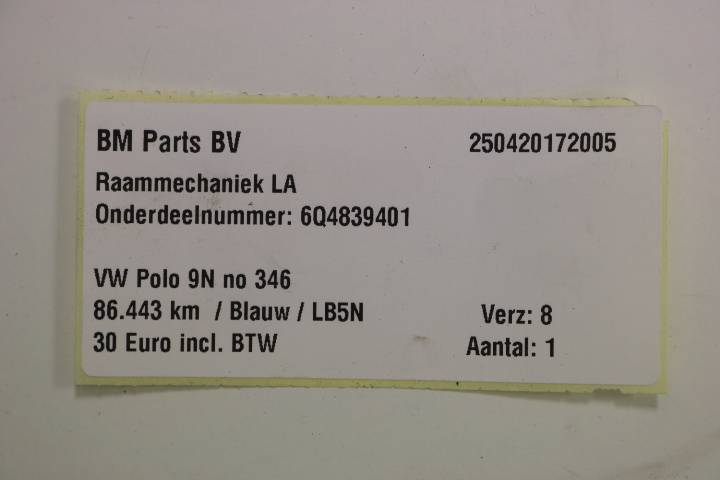 BM Parts BV 250420172005
Raammechaniek LA
Onderdeelnummer: 6Q4839401
VW Polo 9N no 346
86.443 km / Blauw / LB5N Verz: 8
30 Euro incl. BTW Aantal: 1